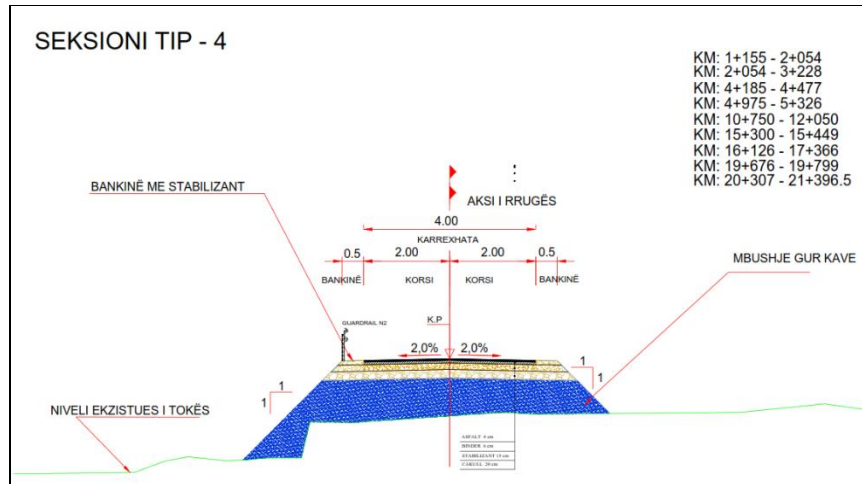 SEKSIONI TIP - 4
KM: 1+155 - 2+054
KM: 2+054 - 3+228
KM: 4+185 - 4+477
KM: 4+975 - 5+326
KM: 10+750 - 12+050
KM: 15+300 - 15+449
KM: 16+126 - 17+366
KM: 19+676 - 19+799
KM: 20+307 - 21+396.5
BANKINË ME STABILIZANT
AKSI I RRUGËS
4.00
KARREXHATA
0.5 2.00 2.00 0.5
BANKINË KORSI KORSI BANKINË
MBUSHJE GUR KAVE
GUARDRAIL N2
K.P
2,0% 2,0%
1
1
1
1
NIVELI EKZISTUES I TOKËS
ASFALT 4 cm
BINDER 6 cm
STABILIZANT 15 cm
CAKULL 20 cm